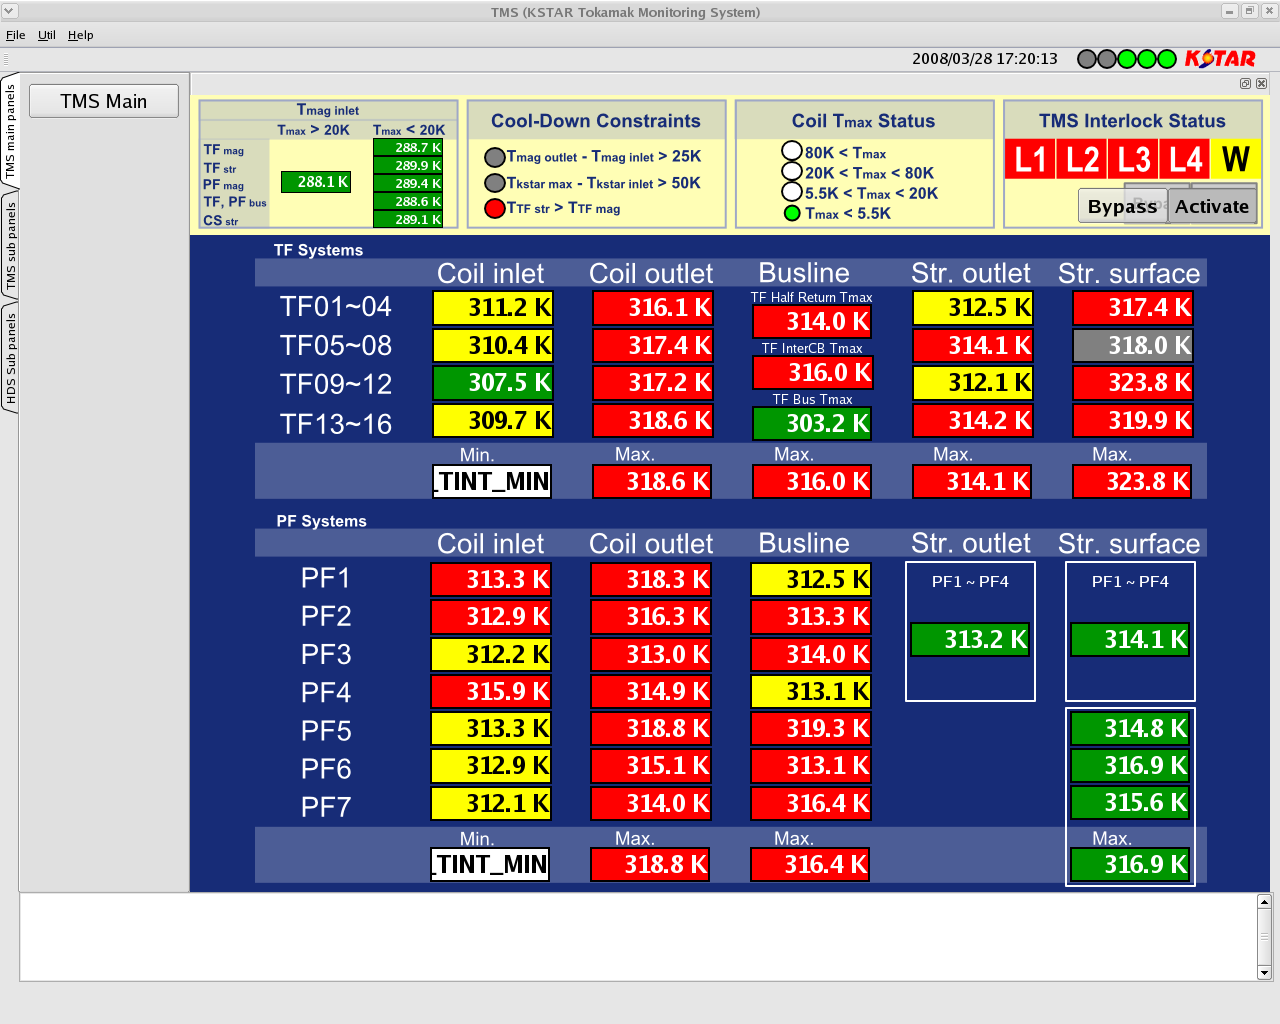 TMS (KSTAR Tokamak Monitoring System)
File Util Help
2008/03/28 17:20:13 KSTAR
TMS main panels
TMS sub panels
HDS Sub panels
TMS Main
Tmag inlet
Tmax > 20K Tmax < 20K
TF mag 288.7 K
TF str 289.9 K
PF mag 288.1 K 289.4 K
TF, PF bus 288.6 K
CS str 289.1 K
Cool-Down Constraints
Tmag outlet - Tmag inlet > 25K
Tkstar max - Tkstar inlet > 50K
TTF str > TTF mag
Coil Tmax Status
80K < Tmax
20K < Tmax < 80K
5.5K < Tmax < 20K
Tmax < 5.5K
TMS Interlock Status
L1 L2 L3 L4 W
Bypass Activate
TF Systems
Coil inlet Coil outlet Busline Str. outlet Str. surface
TF01~04 311.2 K 316.1 K TF Half Return Tmax 314.0 K 312.5 K 317.4 K
TF05~08 310.4 K 317.4 K TF InterCB Tmax 314.1 K 318.0 K
TF09~12 307.5 K 317.2 K 316.0 K 312.1 K 323.8 K
TF13~16 309.7 K 318.6 K TF Bus Tmax 303.2 K 314.2 K 319.9 K
Min. Max. Max. Max. Max.
_TINT_MIN 318.6 K 316.0 K 314.1 K 323.8 K
PF Systems
Coil inlet Coil outlet Busline Str. outlet Str. surface
PF1 313.3 K 318.3 K 312.5 K PF1 ~ PF4 PF1 ~ PF4
PF2 312.9 K 316.3 K 313.3 K
PF3 312.2 K 313.0 K 314.0 K 313.2 K 314.1 K
PF4 315.9 K 314.9 K 313.1 K
PF5 313.3 K 318.8 K 319.3 K 314.8 K
PF6 312.9 K 315.1 K 313.1 K 316.9 K
PF7 312.1 K 314.0 K 316.4 K 315.6 K
Min. Max. Max. Max.
_TINT_MIN 318.8 K 316.4 K 316.9 K